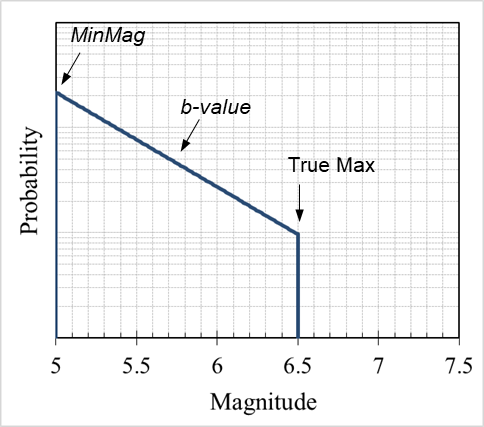 MinMag
b-value
True Max
Probability
5 5.5 6 6.5 7 7.5
Magnitude